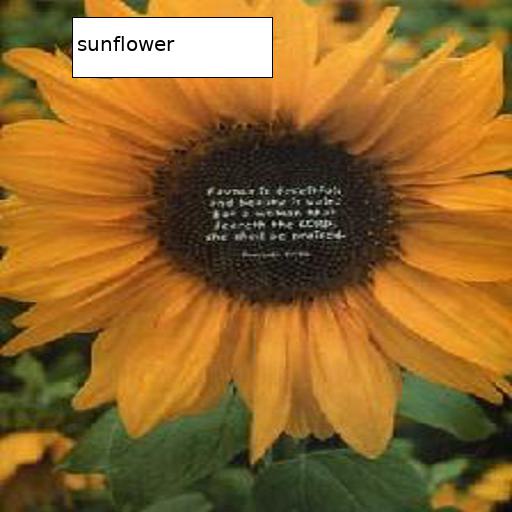 sunflower
Favour is deceitful,
and beauty is vain:
But a woman that
feareth the LORD,
she shall be praised.